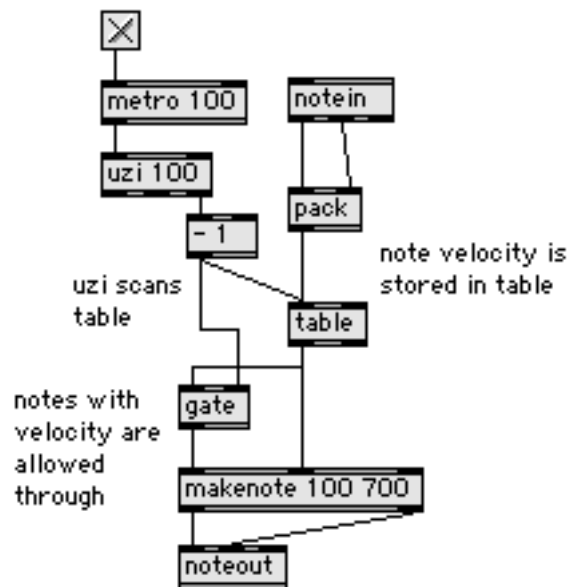 metro 100
notein
uzi 100
pack
- 1
note velocity is
stored in table
uzi scans
table
table
gate
notes with
velocity are
allowed
through
makenote 100 700
noteout